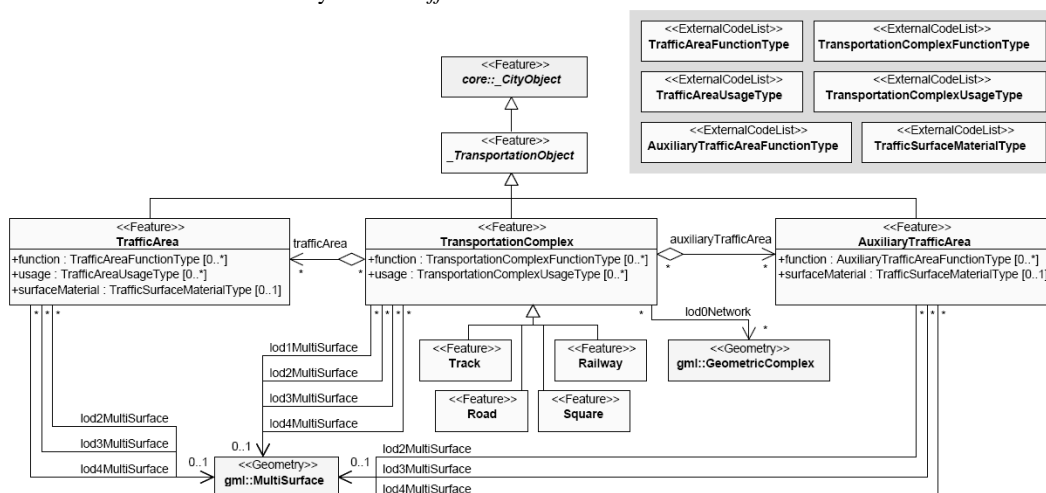 <<ExternalCodeList>>
TrafficAreaFunctionType
<<ExternalCodeList>>
TransportationComplexFunctionType
<<ExternalCodeList>>
TrafficAreaUsageType
<<ExternalCodeList>>
TransportationComplexUsageType
<<ExternalCodeList>>
AuxiliaryTrafficAreaFunctionType
<<ExternalCodeList>>
TrafficSurfaceMaterialType
<<Feature>>
core::_CityObject
<<Feature>>
_TransportationObject
<<Feature>>
TrafficArea
+function : TrafficAreaFunctionType [0..*]
+usage : TrafficAreaUsageType [0..*]
+surfaceMaterial : TrafficSurfaceMaterialType [0..1]
* * *
trafficArea
* *
<<Feature>>
TransportationComplex
+function : TransportationComplexFunctionType [0..*]
+usage : TransportationComplexUsageType [0..*]
* * * *
*
auxiliaryTrafficArea
* *
<<Feature>>
AuxiliaryTrafficArea
+function : AuxiliaryTrafficAreaFunctionType [0..*]
+surfaceMaterial : TrafficSurfaceMaterialType [0..1]
* * *
lod0Network
*
<<Geometry>>
gml::GeometricComplex
<<Feature>>
Track
<<Feature>>
Railway
<<Feature>>
Road
<<Feature>>
Square
lod1MultiSurface
lod2MultiSurface
lod3MultiSurface
lod4MultiSurface
0..1
lod2MultiSurface
lod3MultiSurface
lod4MultiSurface
0..1
<<Geometry>>
gml::MultiSurface
0..1
lod2MultiSurface
lod3MultiSurface
lod4MultiSurface